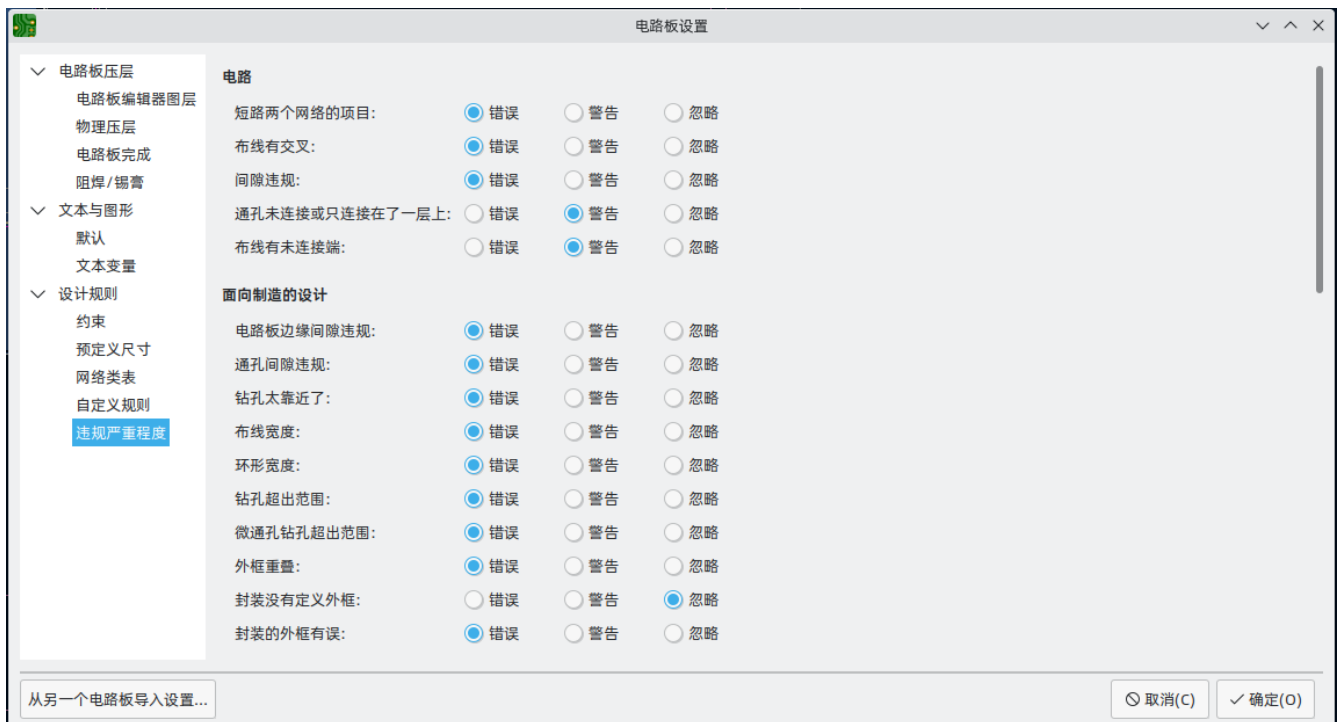 电路板设置
电路板压层
电路板编辑器图层
物理压层
电路板完成
阻焊/锡膏
文本与图形
默认
文本变量
设计规则
约束
预定义尺寸
网络类表
自定义规则
违规严重程度
电路
短路两个网络的项目: 错误 警告 忽略
布线有交叉: 错误 警告 忽略
间隙违规: 错误 警告 忽略
通孔未连接或只连接在了一层上: 错误 警告 忽略
布线有未连接端: 错误 警告 忽略
面向制造的设计
电路板边缘间隙违规: 错误 警告 忽略
通孔间隙违规: 错误 警告 忽略
钻孔太靠近了: 错误 警告 忽略
布线宽度: 错误 警告 忽略
环形宽度: 错误 警告 忽略
钻孔超出范围: 错误 警告 忽略
微通孔钻孔超出范围: 错误 警告 忽略
外框重叠: 错误 警告 忽略
封装没有定义外框: 错误 警告 忽略
封装的外框有误: 错误 警告 忽略
从另一个电路板导入设置... 取消(C) 确定(O)